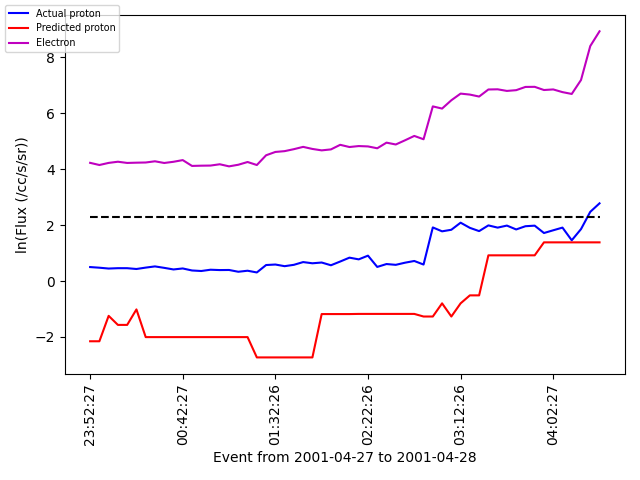 Actual proton
Predicted proton
Electron
ln(Flux (/cc/s/sr))
8
6
4
2
0
−2
23:52:27
00:42:27
01:32:26
02:22:26
03:12:26
04:02:27
Event from 2001-04-27 to 2001-04-28